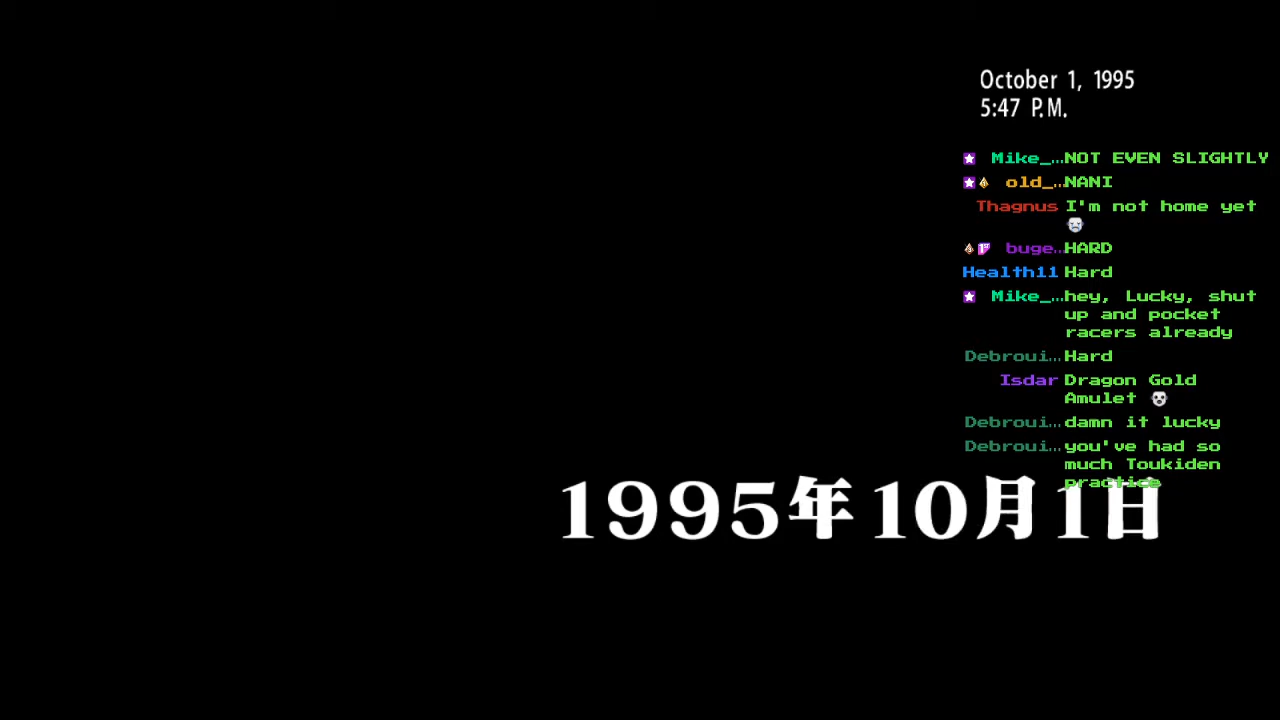 October 1, 1995
5:47 P.M.
Mike_…NOT EVEN SLIGHTLY
old_…NANI
Thagnus I'm not home yet
buge…HARD
Health11 Hard
Mike_…hey, Lucky, shut
up and pocket
racers already
Debroui…Hard
Isdar Dragon Gold
Amulet
Debroui…damn it lucky
Debroui…you've had so
much Toukiden
practice
1995年10月1日